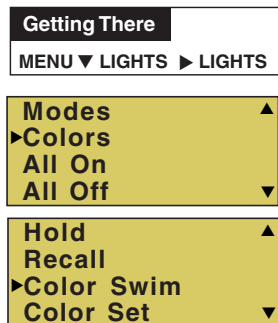 Getting There
MENU ▼ LIGHTS ▶ LIGHTS
Modes ▲
▶Colors
All On
All Off ▼
Hold ▲
Recall
▶Color Swim
Color Set ▼